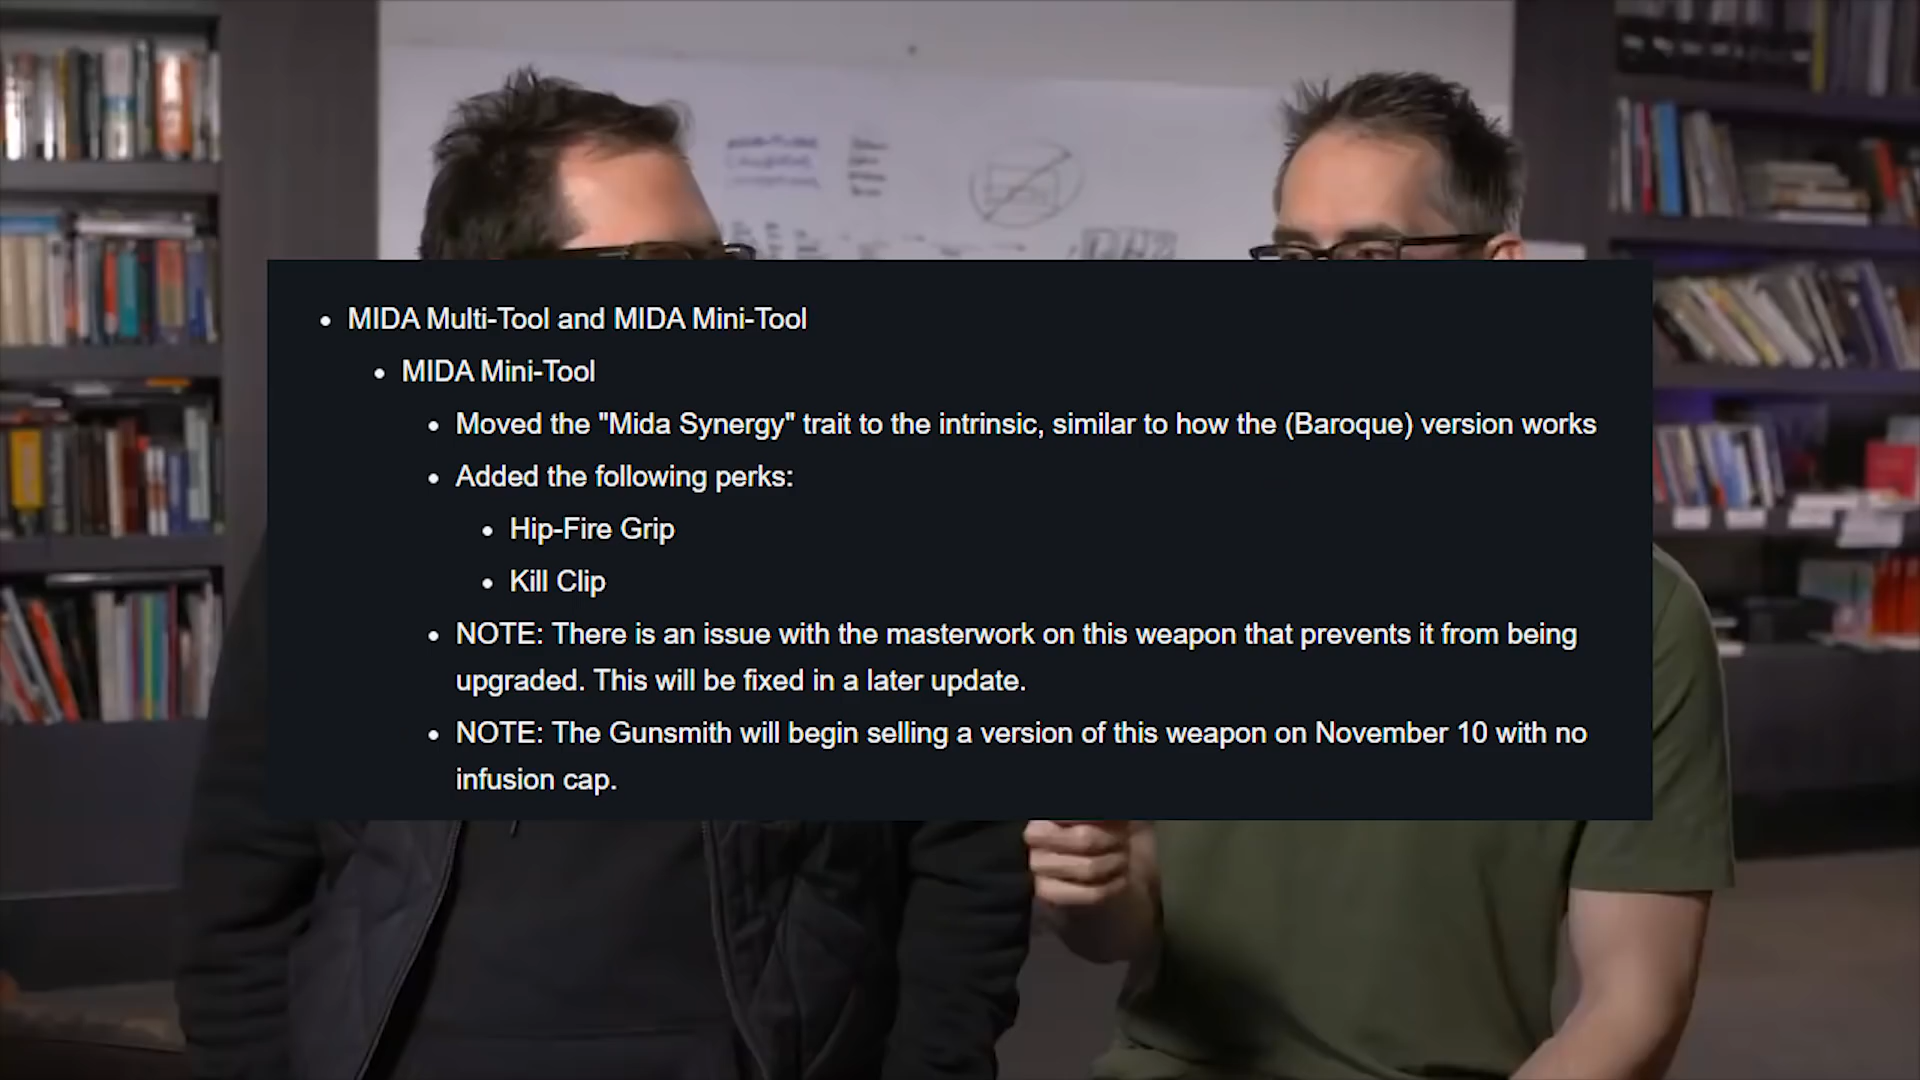 MIDA Multi-Tool and MIDA Mini-Tool
MIDA Mini-Tool
Moved the "Mida Synergy" trait to the intrinsic, similar to how the (Baroque) version works
Added the following perks:
Hip-Fire Grip
Kill Clip
NOTE: There is an issue with the masterwork on this weapon that prevents it from being
upgraded. This will be fixed in a later update.
NOTE: The Gunsmith will begin selling a version of this weapon on November 10 with no
infusion cap.